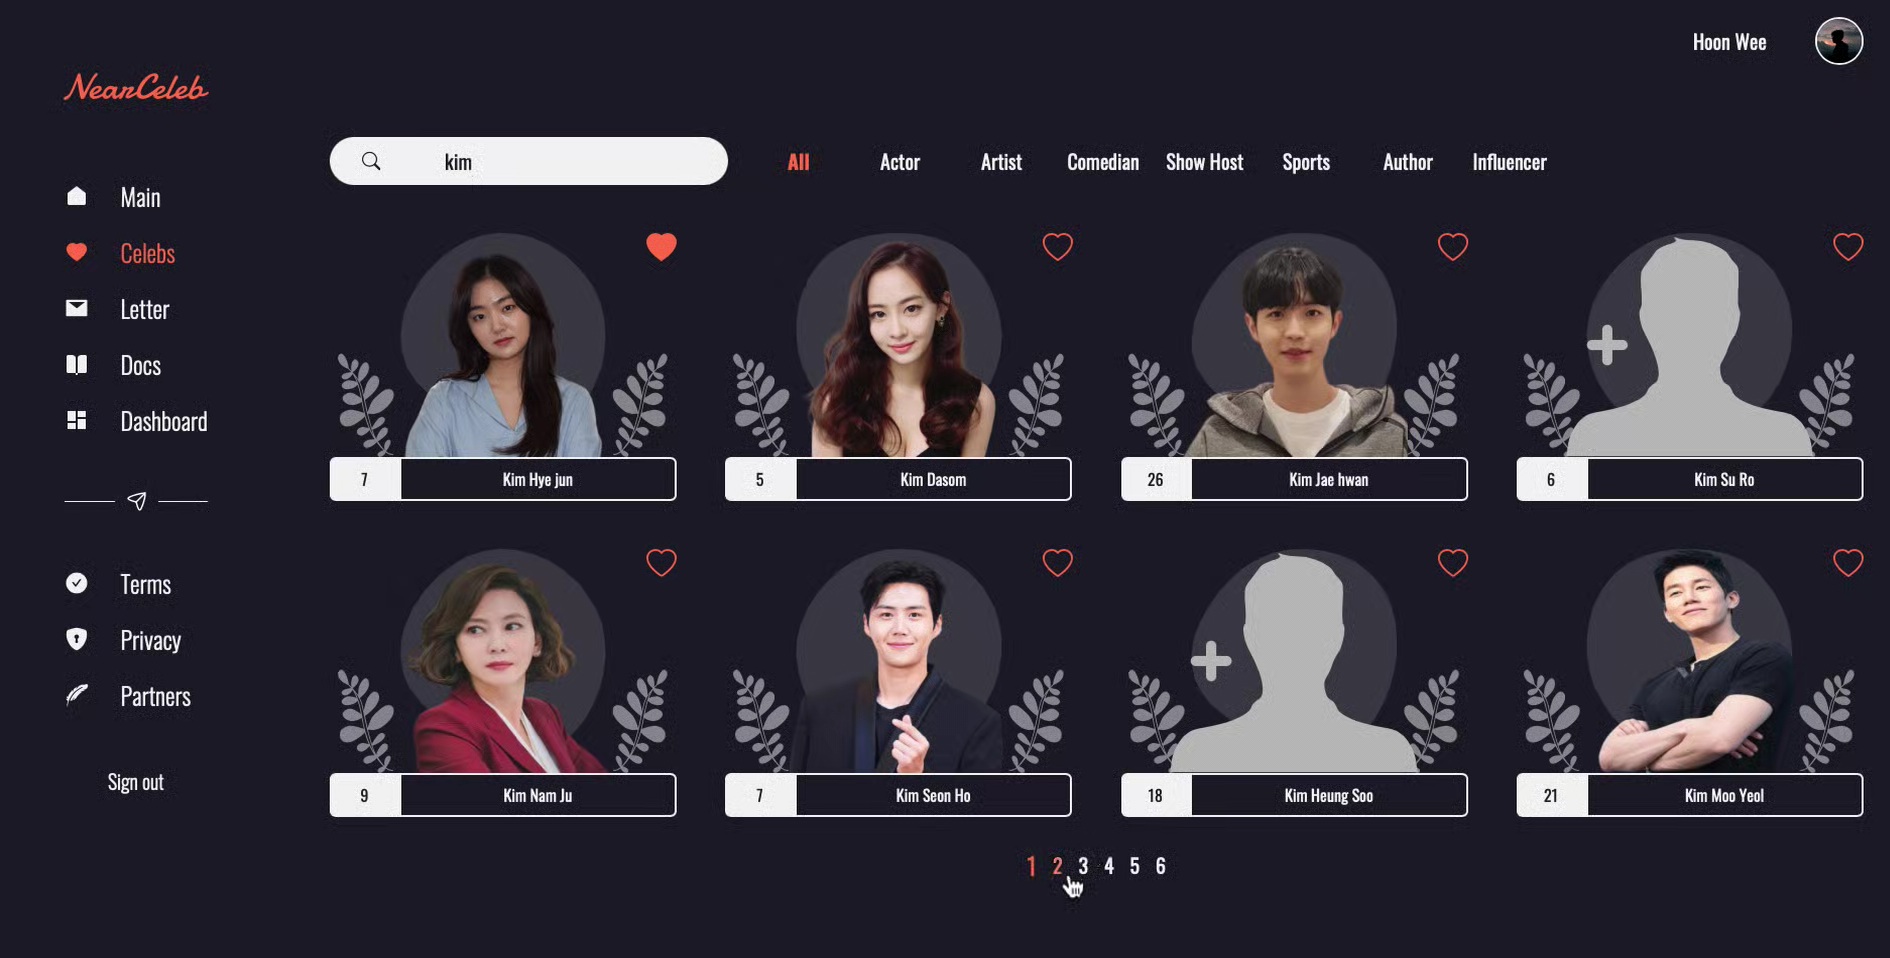 Hoon Wee
NearCeleb
kim
All Actor Artist Comedian Show Host Sports Author Influencer
Main
Celebs
Letter
Docs
Dashboard
Terms
Privacy
Partners
Sign out
7 Kim Hye jun
5 Kim Dasom
26 Kim Jae hwan
6 Kim Su Ro
9 Kim Nam Ju
7 Kim Seon Ho
18 Kim Heung Soo
21 Kim Moo Yeol
1 2 3 4 5 6